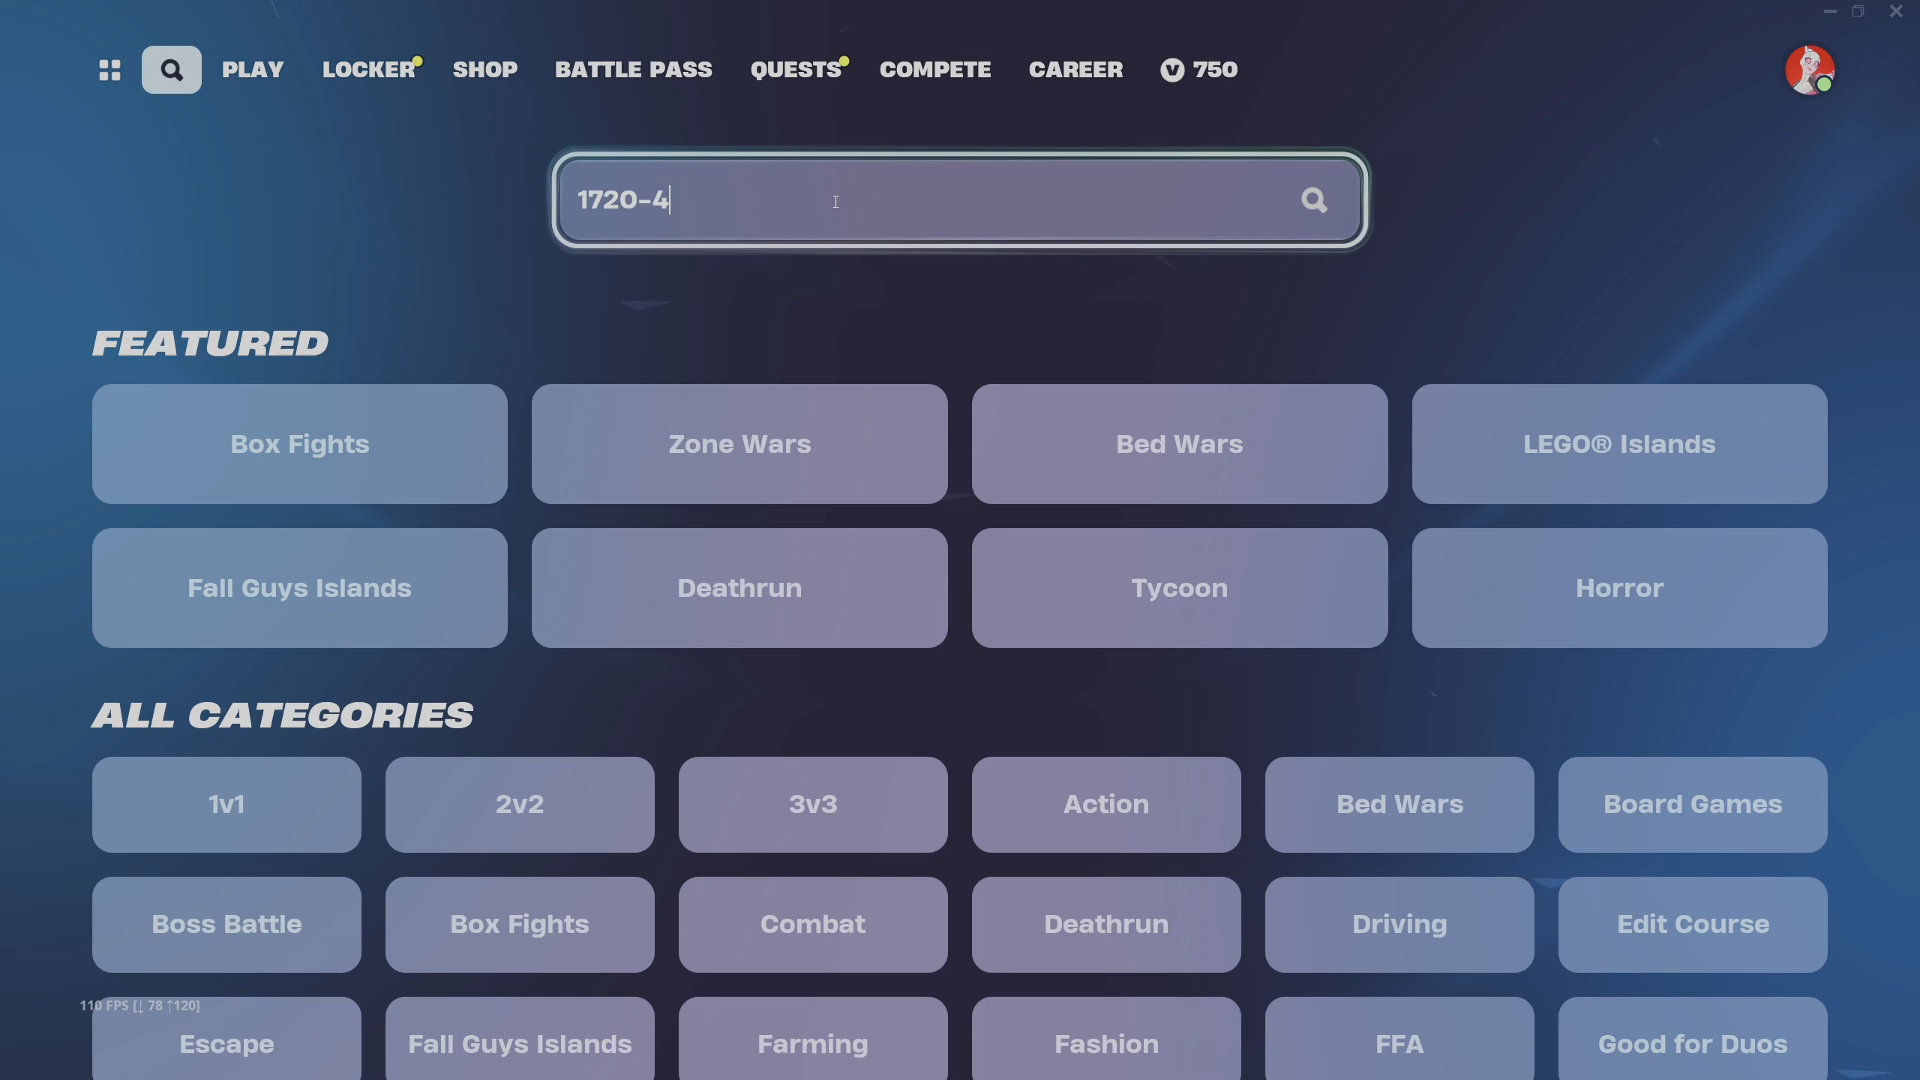 PLAY LOCKER SHOP BATTLE PASS QUESTS COMPETE CAREER V 750
1720-4
FEATURED
Box Fights Zone Wars Bed Wars LEGO® Islands
Fall Guys Islands Deathrun Tycoon Horror
ALL CATEGORIES
1v1 2v2 3v3 Action Bed Wars Board Games
Boss Battle Box Fights Combat Deathrun Driving Edit Course
110 FPS [↓ 78 ↑120]
Escape Fall Guys Islands Farming Fashion FFA Good for Duos